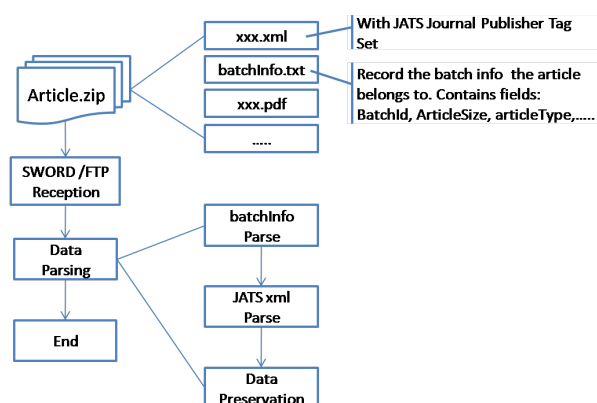 xxx.xml
With JATS Journal Publisher Tag
Set
batchInfo.txt
Record the batch info the article
belongs to. Contains fields:
BatchId, ArticleSize, articleType,.....
xxx.pdf
.....
Article.zip
SWORD /FTP
Reception
Data
Parsing
End
batchInfo
Parse
JATS xml
Parse
Data
Preservation